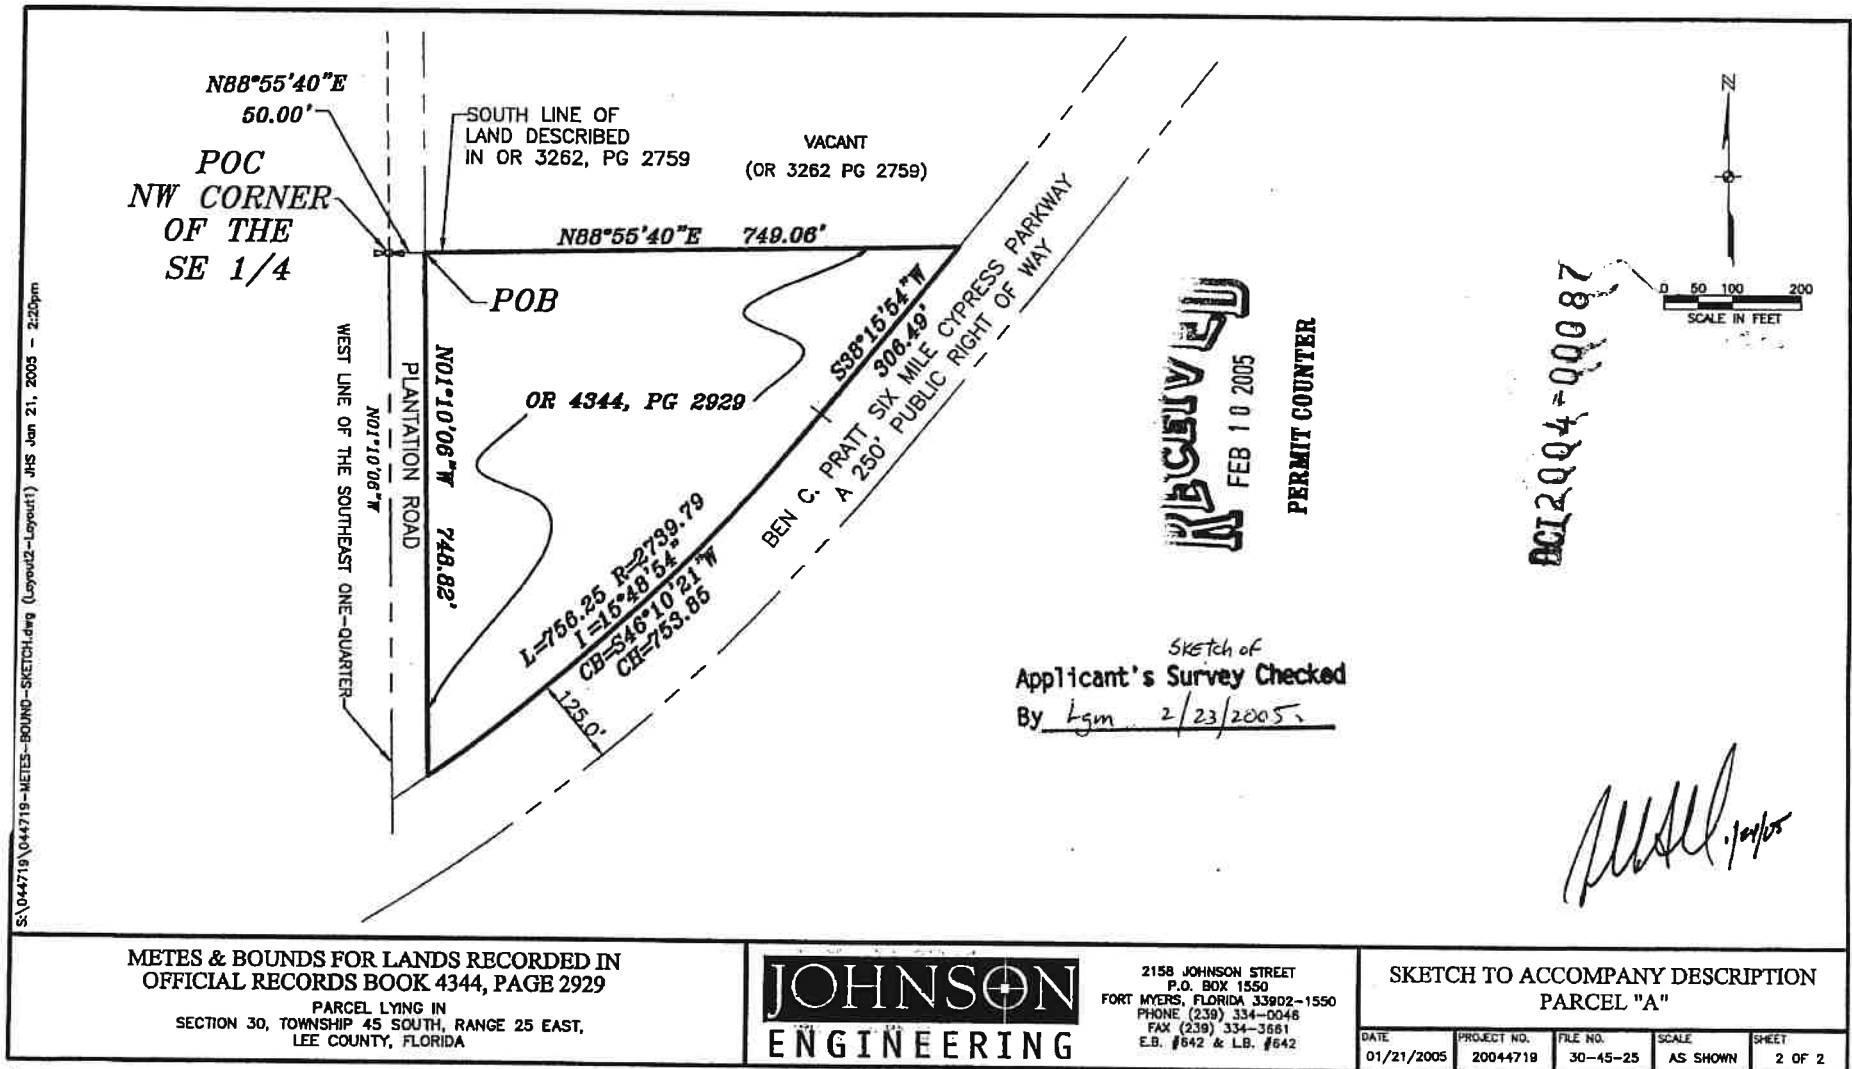 N88°55'40"E
50.00'
POC
NW CORNER
OF THE
SE 1/4
SOUTH LINE OF
LAND DESCRIBED
IN OR 3262, PG 2759
VACANT
(OR 3262 PG 2759)
N88°55'40"E 749.06'
POB
S38°15'54"W
306.49'
BEN C. PRATT SIX MILE CYPRESS PARKWAY
A 250' PUBLIC RIGHT OF WAY
OR 4344, PG 2929
N01°10'06"W 748.82'
PLANTATION ROAD
N01°10'06"W
WEST LINE OF THE SOUTHEAST ONE-QUARTER
L=756.25 R=2739.79
I=15°48'54"
CB=S46°10'21"W
CH=753.85
125.0'
N
0 50 100 200
SCALE IN FEET
RECEIVED
FEB 10 2005
PERMIT COUNTER
DCI2004-00087
Sketch of
Applicant's Survey Checked
By Lgm 2/23/2005
S:\044719\044719-METES-BOUND-SKETCH.dwg (Layout2-Layout1) JHS Jan 21, 2005 - 2:20pm
METES & BOUNDS FOR LANDS RECORDED IN
OFFICIAL RECORDS BOOK 4344, PAGE 2929
PARCEL LYING IN
SECTION 30, TOWNSHIP 45 SOUTH, RANGE 25 EAST,
LEE COUNTY, FLORIDA
JOHNSON
ENGINEERING
2158 JOHNSON STREET
P.O. BOX 1550
FORT MYERS, FLORIDA 33902-1550
PHONE (239) 334-0046
FAX (239) 334-3661
E.B. #642 & L.B. #642
SKETCH TO ACCOMPANY DESCRIPTION
PARCEL "A"
DATE
01/21/2005
PROJECT NO.
20044719
FILE NO.
30-45-25
SCALE
AS SHOWN
SHEET
2 OF 2